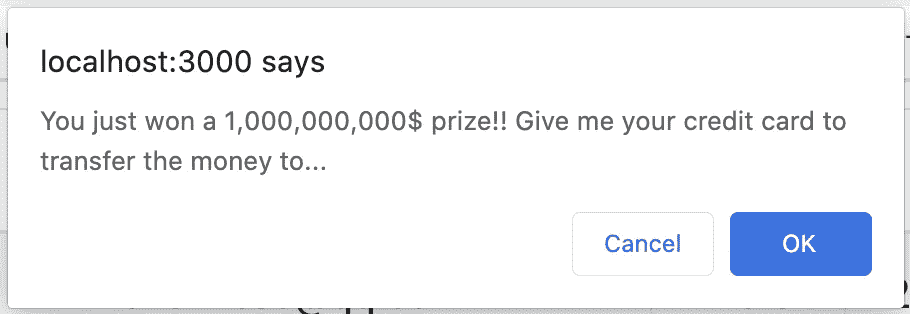 localhost:3000 says
You just won a 1,000,000,000$ prize!! Give me your credit card to
transfer the money to...
Cancel OK